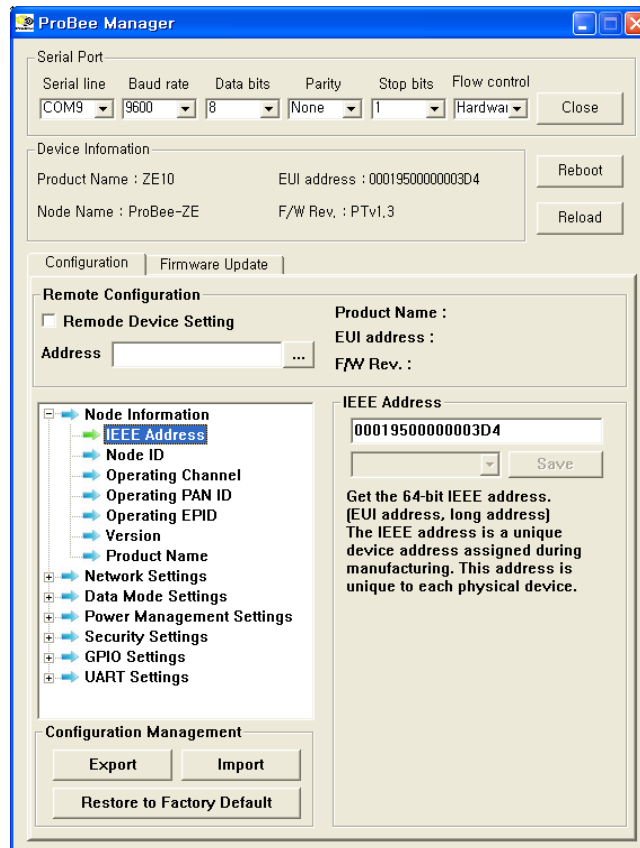 ProBee Manager
Serial Port
Serial line Baud rate Data bits Parity Stop bits Flow control
COM9 9600 8 None 1 Hardwai Close
Device Infomation
Product Name : ZE10 EUI address : 00019500000003D4 Reboot
Node Name : ProBee-ZE F/W Rev. : PTv1.3 Reload
Configuration Firmware Update
Remote Configuration
Remode Device Setting Product Name :
EUI address :
Address ... F/W Rev. :
Node Information
IEEE Address
Node ID
Operating Channel
Operating PAN ID
Operating EPID
Version
Product Name
Network Settings
Data Mode Settings
Power Management Settings
Security Settings
GPIO Settings
UART Settings
IEEE Address
00019500000003D4
Save
Get the 64-bit IEEE address.
(EUI address, long address)
The IEEE address is a unique
device address assigned during
manufacturing. This address is
unique to each physical device.
Configuration Management
Export Import
Restore to Factory Default